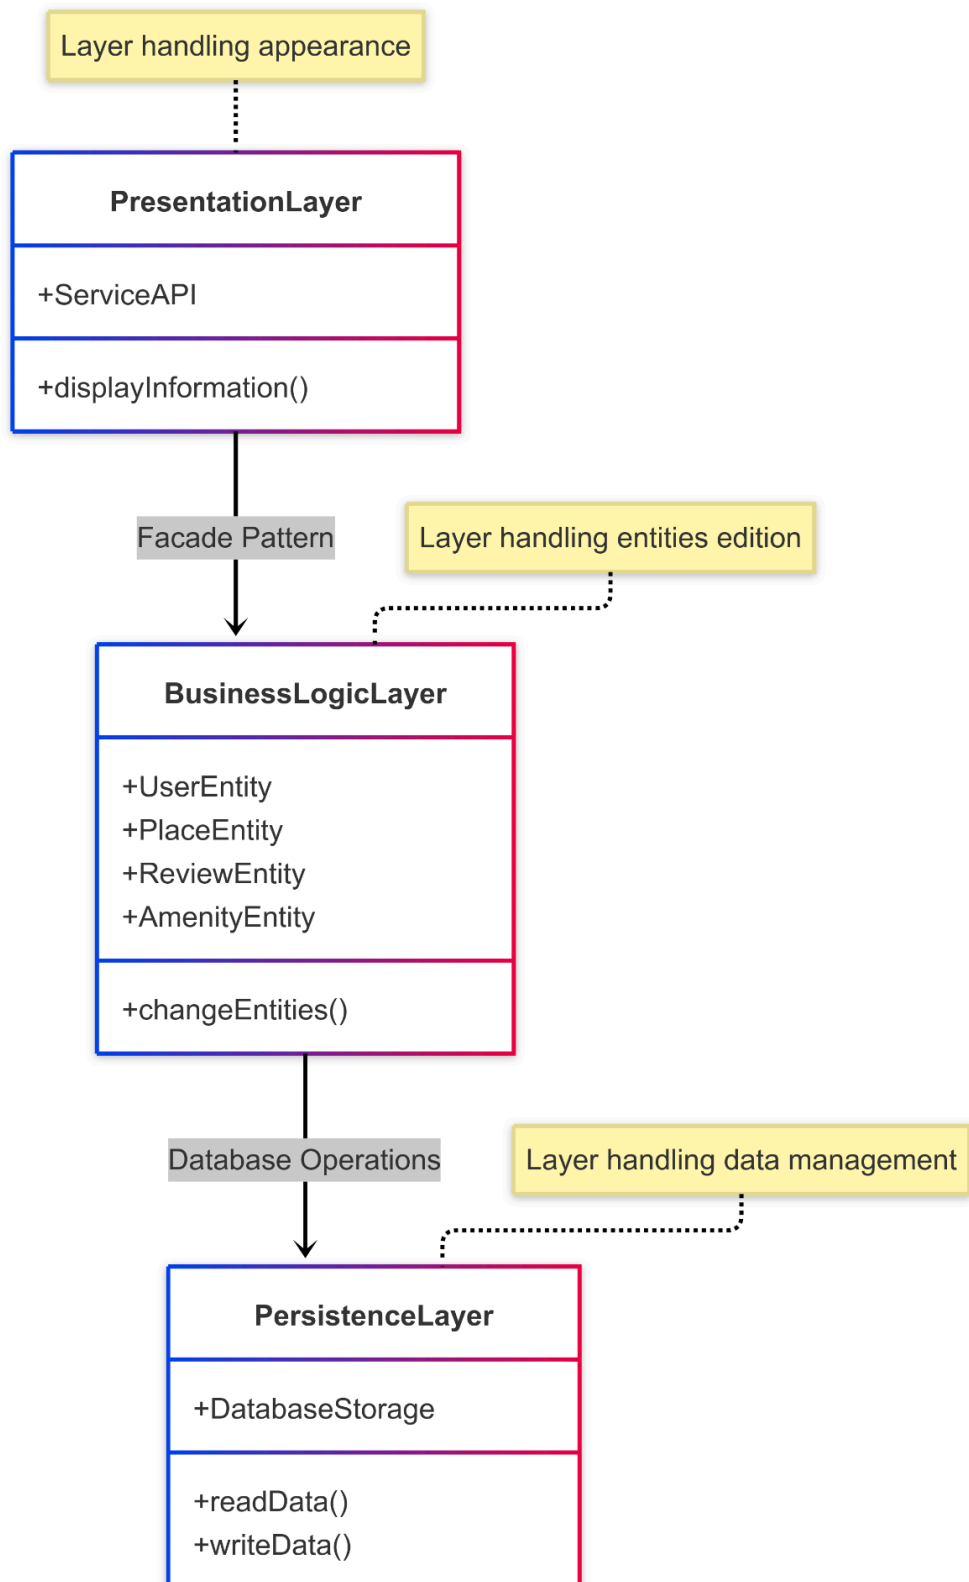 Layer handling appearance
PresentationLayer
+ServiceAPI
+displayInformation()
Facade Pattern
Layer handling entities edition
BusinessLogicLayer
+UserEntity
+PlaceEntity
+ReviewEntity
+AmenityEntity
+changeEntities()
Database Operations
Layer handling data management
PersistenceLayer
+DatabaseStorage
+readData()
+writeData()